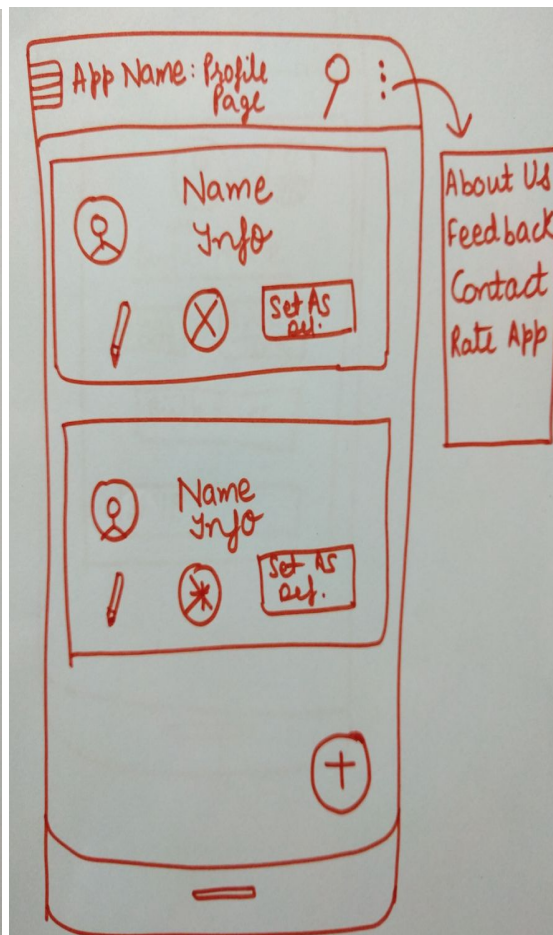 App Name: Profile
Page
About Us
Feedback
Contact
Rate App
Name
Info
Set As
Def.
Name
Info
Set As
Def.